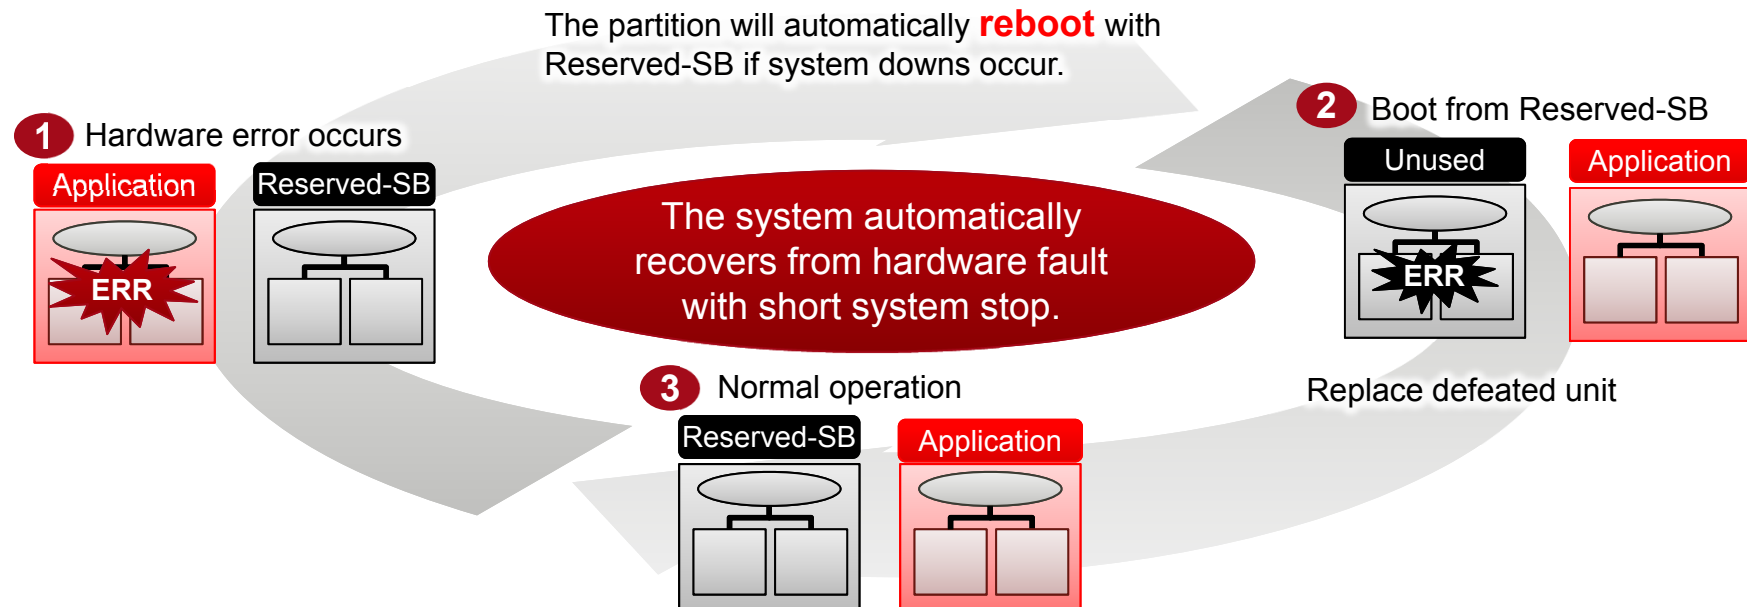 The partition will automatically reboot with
Reserved-SB if system downs occur.
1 Hardware error occurs
Application
Reserved-SB
ERR
2 Boot from Reserved-SB
Unused
Application
ERR
The system automatically
recovers from hardware fault
with short system stop.
Replace defeated unit
3 Normal operation
Reserved-SB
Application